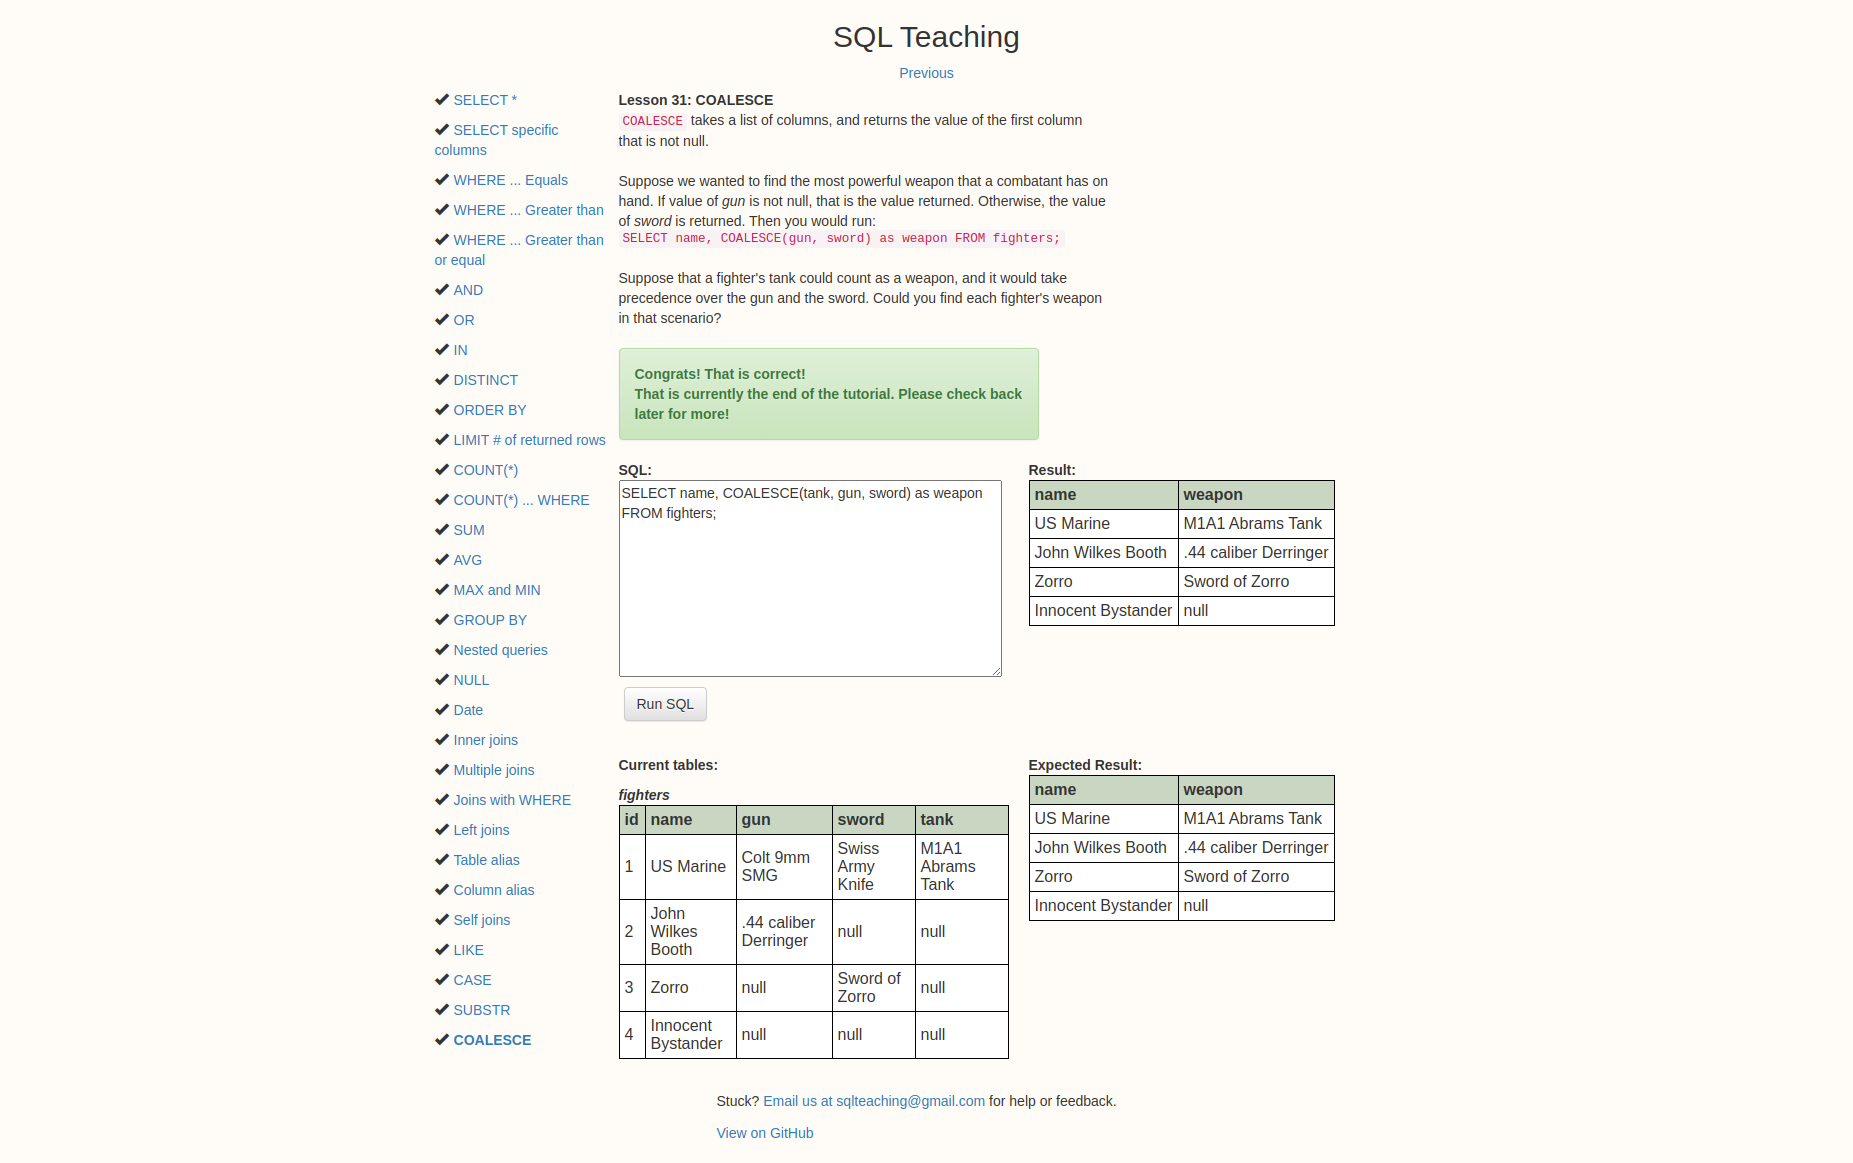 SQL Teaching
Previous
SELECT *
SELECT specific
columns
WHERE ... Equals
WHERE ... Greater than
WHERE ... Greater than
or equal
AND
OR
IN
DISTINCT
ORDER BY
LIMIT # of returned rows
COUNT(*)
COUNT(*) ... WHERE
SUM
AVG
MAX and MIN
GROUP BY
Nested queries
NULL
Date
Inner joins
Multiple joins
Joins with WHERE
Left joins
Table alias
Column alias
Self joins
LIKE
CASE
SUBSTR
COALESCE
Lesson 31: COALESCE
COALESCE takes a list of columns, and returns the value of the first column
that is not null.
Suppose we wanted to find the most powerful weapon that a combatant has on
hand. If value of gun is not null, that is the value returned. Otherwise, the value
of sword is returned. Then you would run:
SELECT name, COALESCE(gun, sword) as weapon FROM fighters;
Suppose that a fighter's tank could count as a weapon, and it would take
precedence over the gun and the sword. Could you find each fighter's weapon
in that scenario?
Congrats! That is correct!
That is currently the end of the tutorial. Please check back
later for more!
SQL:
SELECT name, COALESCE(tank, gun, sword) as weapon
FROM fighters;
Run SQL
Result:
name weapon
US Marine M1A1 Abrams Tank
John Wilkes Booth .44 caliber Derringer
Zorro Sword of Zorro
Innocent Bystander null
Current tables:
fighters
id name gun sword tank
1 US Marine Colt 9mm SMG Swiss Army Knife M1A1 Abrams Tank
2 John Wilkes Booth .44 caliber Derringer null null
3 Zorro null Sword of Zorro null
4 Innocent Bystander null null null
Expected Result:
name weapon
US Marine M1A1 Abrams Tank
John Wilkes Booth .44 caliber Derringer
Zorro Sword of Zorro
Innocent Bystander null
Stuck? Email us at sqlteaching@gmail.com for help or feedback.
View on GitHub